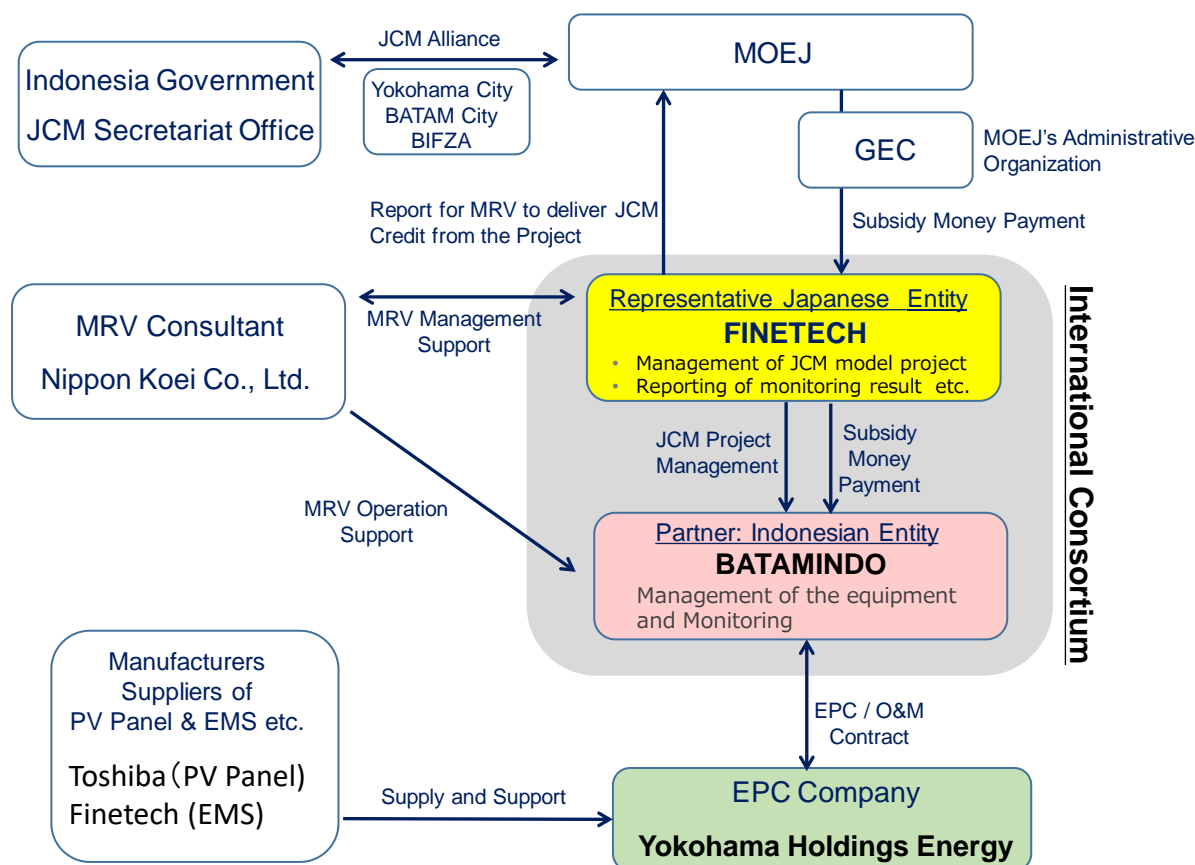 JCM Alliance
MOEJ
Indonesia Government
JCM Secretariat Office
Yokohama City
BATAM City
BIFZA
GEC
MOEJ's Administrative
Organization
Report for MRV to deliver JCM
Credit from the Project
Subsidy Money Payment
MRV Consultant
Nippon Koei Co., Ltd.
MRV Management
Support
Representative Japanese Entity
FINETECH
• Management of JCM model project
• Reporting of monitoring result etc.
International Consortium
JCM Project
Management
Subsidy
Money
Payment
MRV Operation
Support
Partner: Indonesian Entity
BATAMINDO
Management of the equipment
and Monitoring
Manufacturers
Suppliers of
PV Panel & EMS etc.
Toshiba（PV Panel)
Finetech (EMS)
EPC / O&M
Contract
Supply and Support
EPC Company
Yokohama Holdings Energy